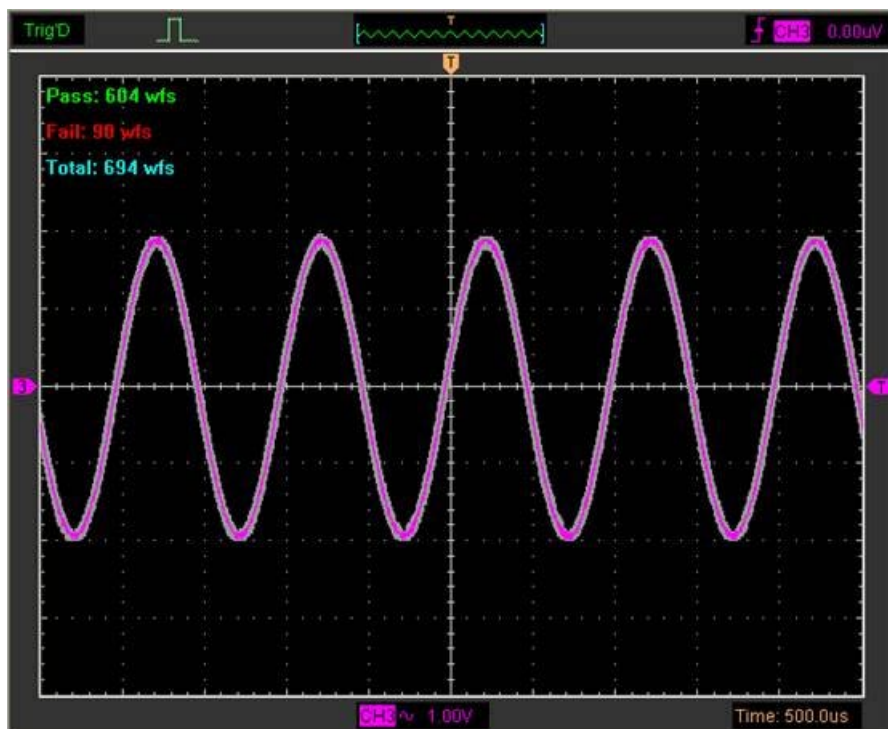 Trig'D T CH3 0.00uV
T
Pass: 604 wfs
Fail: 90 wfs
Total: 694 wfs
3 T
CH3 1.00V Time: 500.0us